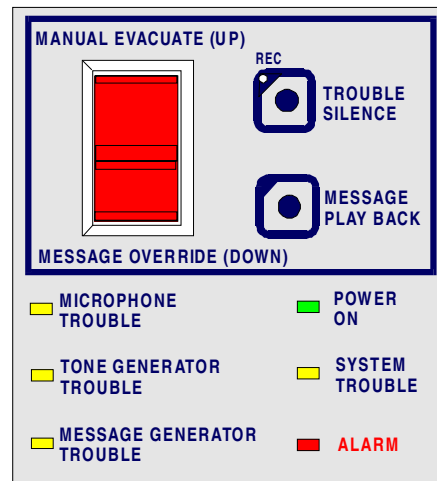 MANUAL EVACUATE (UP)
REC
TROUBLE
SILENCE
MESSAGE
PLAY BACK
MESSAGE OVERRIDE (DOWN)
MICROPHONE
TROUBLE
POWER
ON
TONE GENERATOR
TROUBLE
SYSTEM
TROUBLE
MESSAGE GENERATOR
TROUBLE
ALARM